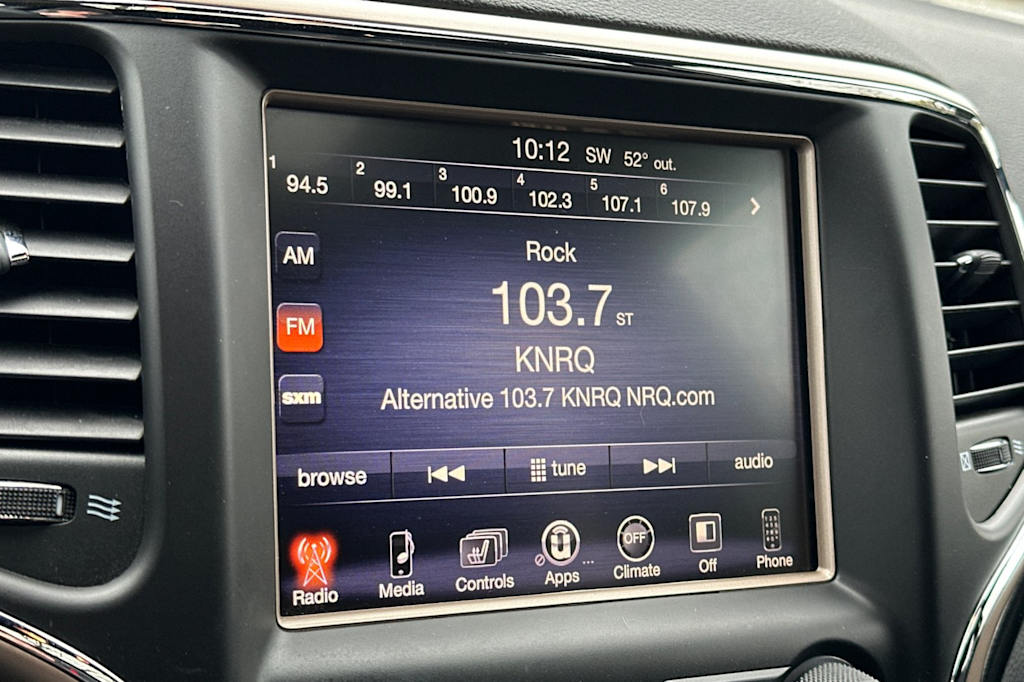 10:12 SW 52° out.
1 94.5 2 99.1 3 100.9 4 102.3 5 107.1 6 107.9
AM
Rock
103.7 ST
FM
KNRQ
sxm
Alternative 103.7 KNRQ NRQ.com
browse tune audio
OFF
Radio Media Controls Apps ... Climate Off Phone